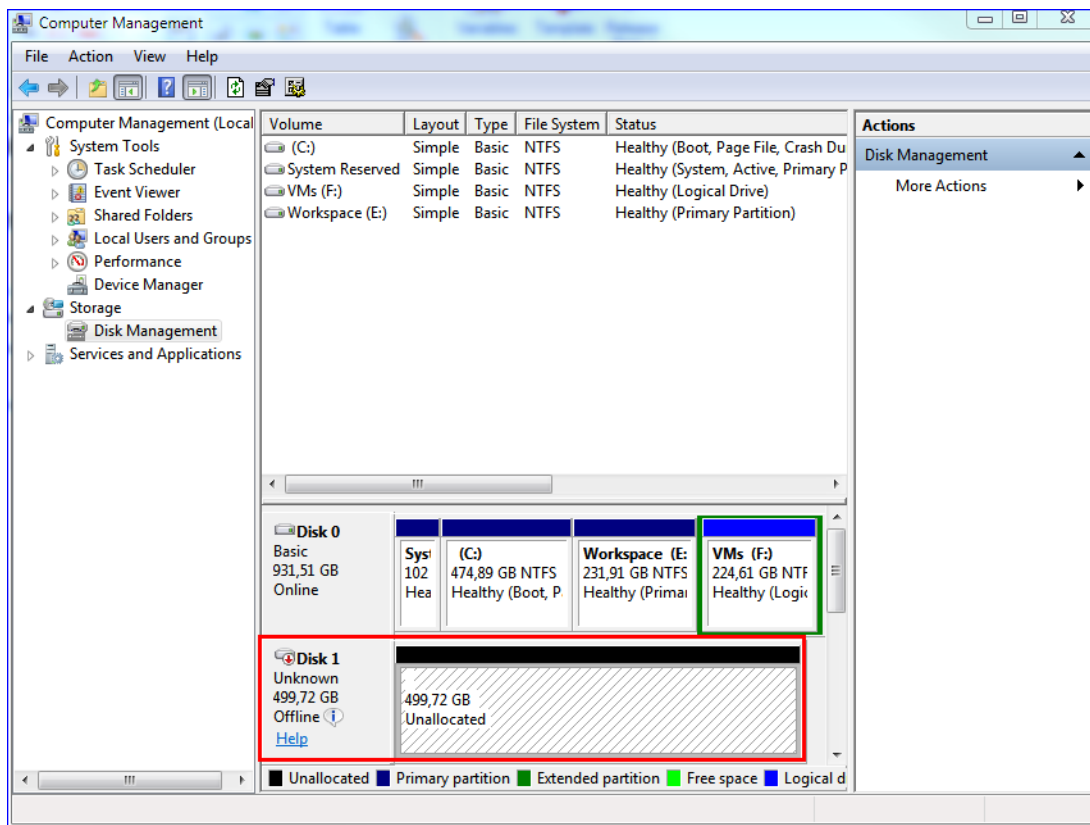 Computer Management
File Action View Help
Computer Management (Local
System Tools
Task Scheduler
Event Viewer
Shared Folders
Local Users and Groups
Performance
Device Manager
Storage
Disk Management
Services and Applications
Volume Layout Type File System Status
(C:) Simple Basic NTFS Healthy (Boot, Page File, Crash Du
System Reserved Simple Basic NTFS Healthy (System, Active, Primary P
VMs (F:) Simple Basic NTFS Healthy (Logical Drive)
Workspace (E:) Simple Basic NTFS Healthy (Primary Partition)
Disk 0
Basic
931,51 GB
Online
Syst
102
Hea
(C:)
474,89 GB NTFS
Healthy (Boot, P
Workspace (E:
231,91 GB NTFS
Healthy (Primar
VMs (F:)
224,61 GB NTF
Healthy (Logic
Disk 1
Unknown
499,72 GB
Offline
Help
499,72 GB
Unallocated
Unallocated Primary partition Extended partition Free space Logical d
Actions
Disk Management
More Actions